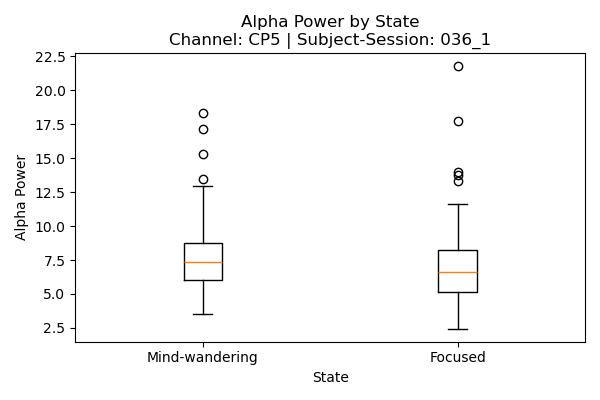 Alpha Power by State
Channel: CP5 | Subject-Session: 036_1
22.5
20.0
17.5
15.0
12.5
10.0
7.5
5.0
2.5
Alpha Power
Mind-wandering
Focused
State